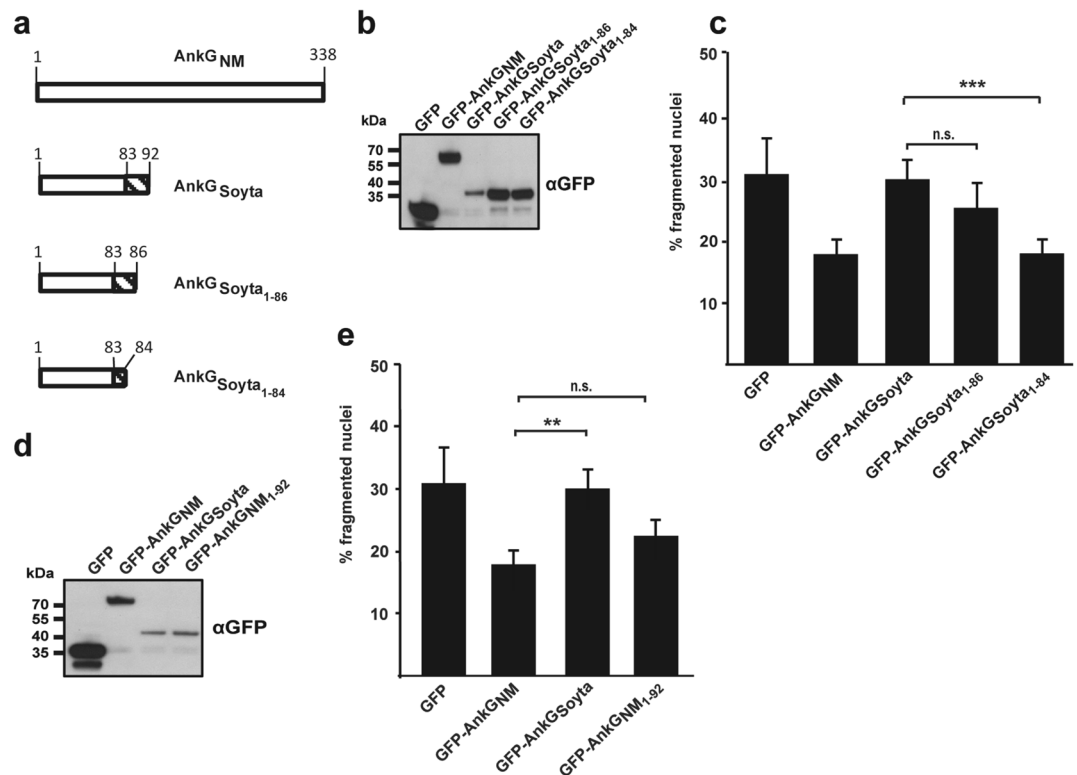 a
1
AnkGNM
338
1
83 92
AnkGSoyta
1
83 86
AnkGSoyta1-86
1
83 84
AnkGSoyta1-84
b
GFP
GFP-AnkGNM
GFP-AnkGSoyta
GFP-AnkGSoyta1-86
GFP-AnkGSoyta1-84
kDa
70
55
40
35
αGFP
c
% fragmented nuclei
50
40
30
20
10
***
n.s.
GFP
GFP-AnkGNM
GFP-AnkGSoyta
GFP-AnkGSoyta1-86
GFP-AnkGSoyta1-84
d
GFP
GFP-AnkGNM
GFP-AnkGSoyta
GFP-AnkGNM1-92
kDa
70
55
40
35
αGFP
e
% fragmented nuclei
50
40
30
20
10
n.s.
**
GFP
GFP-AnkGNM
GFP-AnkGSoyta
GFP-AnkGNM1-92